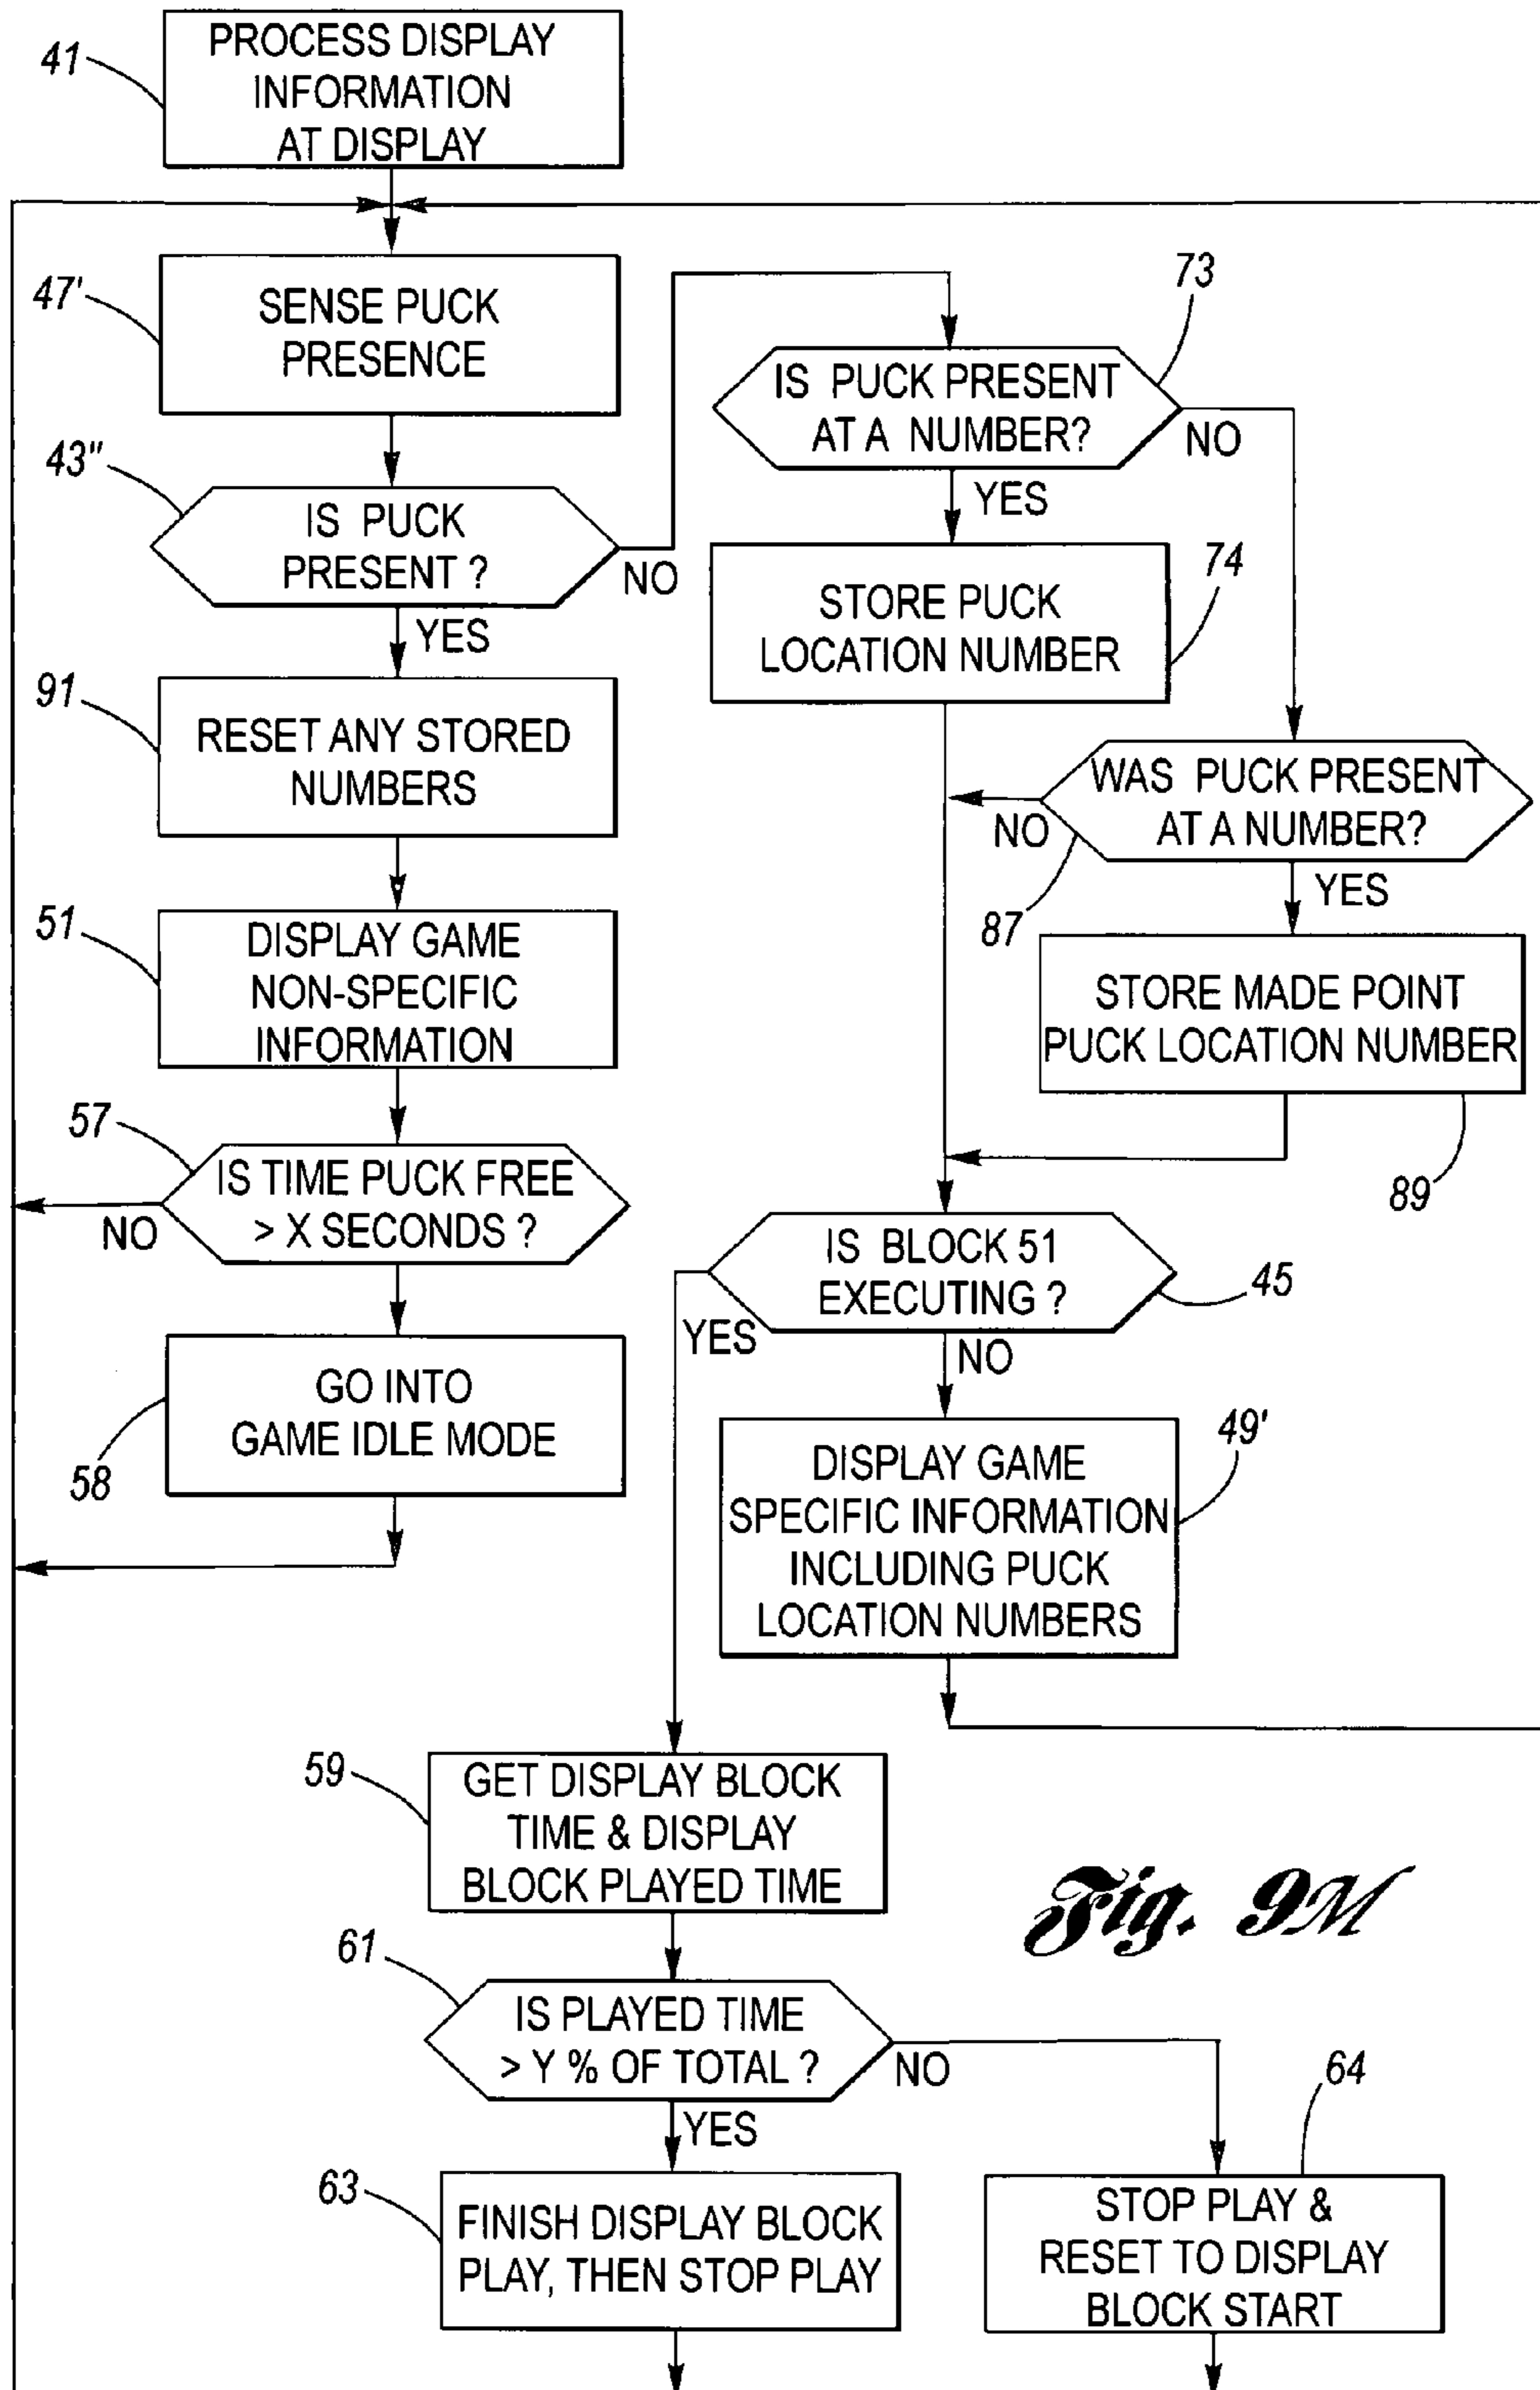 41
PROCESS DISPLAY
INFORMATION
AT DISPLAY
47'
SENSE PUCK
PRESENCE
43"
IS PUCK
PRESENT ?
NO
YES
91
RESET ANY STORED
NUMBERS
51
DISPLAY GAME
NON-SPECIFIC
INFORMATION
57
IS TIME PUCK FREE
> X SECONDS ?
NO
58
GO INTO
GAME IDLE MODE
73
IS PUCK PRESENT
AT A NUMBER?
NO
YES
74
STORE PUCK
LOCATION NUMBER
WAS PUCK PRESENT
AT A NUMBER?
NO
87
YES
STORE MADE POINT
PUCK LOCATION NUMBER
89
IS BLOCK 51
EXECUTING ?
45
YES
NO
49'
DISPLAY GAME
SPECIFIC INFORMATION
INCLUDING PUCK
LOCATION NUMBERS
59
GET DISPLAY BLOCK
TIME & DISPLAY
BLOCK PLAYED TIME
61
IS PLAYED TIME
> Y % OF TOTAL ?
NO
YES
63
FINISH DISPLAY BLOCK
PLAY, THEN STOP PLAY
64
STOP PLAY &
RESET TO DISPLAY
BLOCK START
Fig. 9M